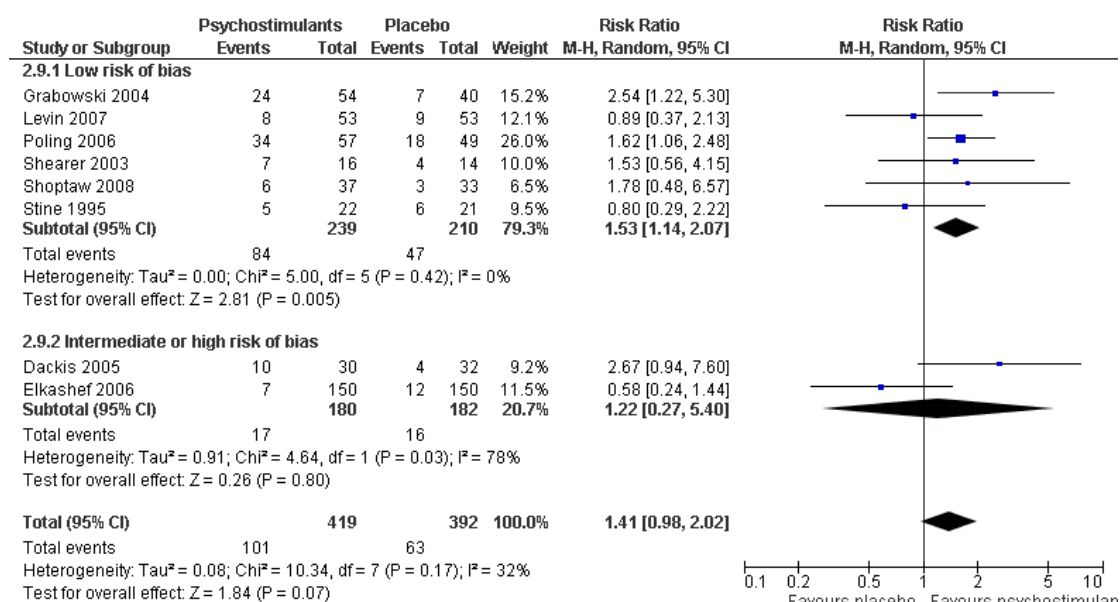 Psychostimulants Placebo Risk Ratio Risk Ratio
Study or Subgroup Events Total Events Total Weight M-H, Random, 95% CI M-H, Random, 95% CI
2.9.1 Low risk of bias
Grabowski 2004 24 54 7 40 15.2% 2.54 [1.22, 5.30]
Levin 2007 8 53 9 53 12.1% 0.89 [0.37, 2.13]
Poling 2006 34 57 18 49 26.0% 1.62 [1.06, 2.48]
Shearer 2003 7 16 4 14 10.0% 1.53 [0.56, 4.15]
Shoptaw 2008 6 37 3 33 6.5% 1.78 [0.48, 6.57]
Stine 1995 5 22 6 21 9.5% 0.80 [0.29, 2.22]
Subtotal (95% CI) 239 210 79.3% 1.53 [1.14, 2.07]
Total events 84 47
Heterogeneity: Tau² = 0.00; Chi² = 5.00, df = 5 (P = 0.42); I² = 0%
Test for overall effect: Z = 2.81 (P = 0.005)
2.9.2 Intermediate or high risk of bias
Dackis 2005 10 30 4 32 9.2% 2.67 [0.94, 7.60]
Elkashef 2006 7 150 12 150 11.5% 0.58 [0.24, 1.44]
Subtotal (95% CI) 180 182 20.7% 1.22 [0.27, 5.40]
Total events 17 16
Heterogeneity: Tau² = 0.91; Chi² = 4.64, df = 1 (P = 0.03); I² = 78%
Test for overall effect: Z = 0.26 (P = 0.80)
Total (95% CI) 419 392 100.0% 1.41 [0.98, 2.02]
Total events 101 63
Heterogeneity: Tau² = 0.08; Chi² = 10.34, df = 7 (P = 0.17); I² = 32%
Test for overall effect: Z = 1.84 (P = 0.07)
0.1 0.2 0.5 1 2 5 10
Favours placebo Favours psychostimulan